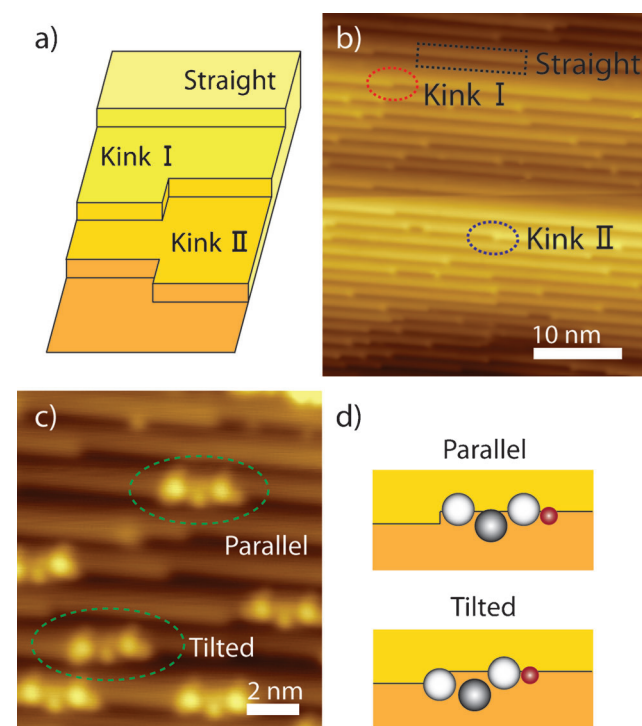 a)
Straight
Kink I
Kink II
b)
Straight
Kink I
Kink II
10 nm
c)
Parallel
Tilted
2 nm
d)
Parallel
Tilted